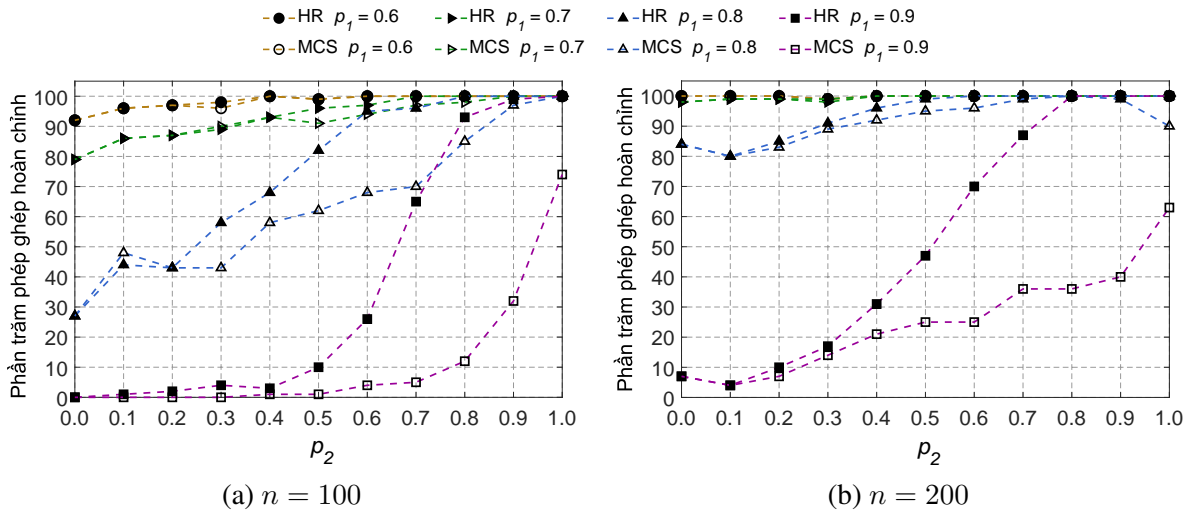 HR p1 = 0.6 HR p1 = 0.7 HR p1 = 0.8 HR p1 = 0.9
MCS p1 = 0.6 MCS p1 = 0.7 MCS p1 = 0.8 MCS p1 = 0.9
Phần trăm phép ghép hoàn chỉnh
100
90
80
70
60
50
40
30
20
10
0
0.0 0.1 0.2 0.3 0.4 0.5 0.6 0.7 0.8 0.9 1.0
p2
(a) n = 100
Phần trăm phép ghép hoàn chỉnh
100
90
80
70
60
50
40
30
20
10
0
0.0 0.1 0.2 0.3 0.4 0.5 0.6 0.7 0.8 0.9 1.0
p2
(b) n = 200